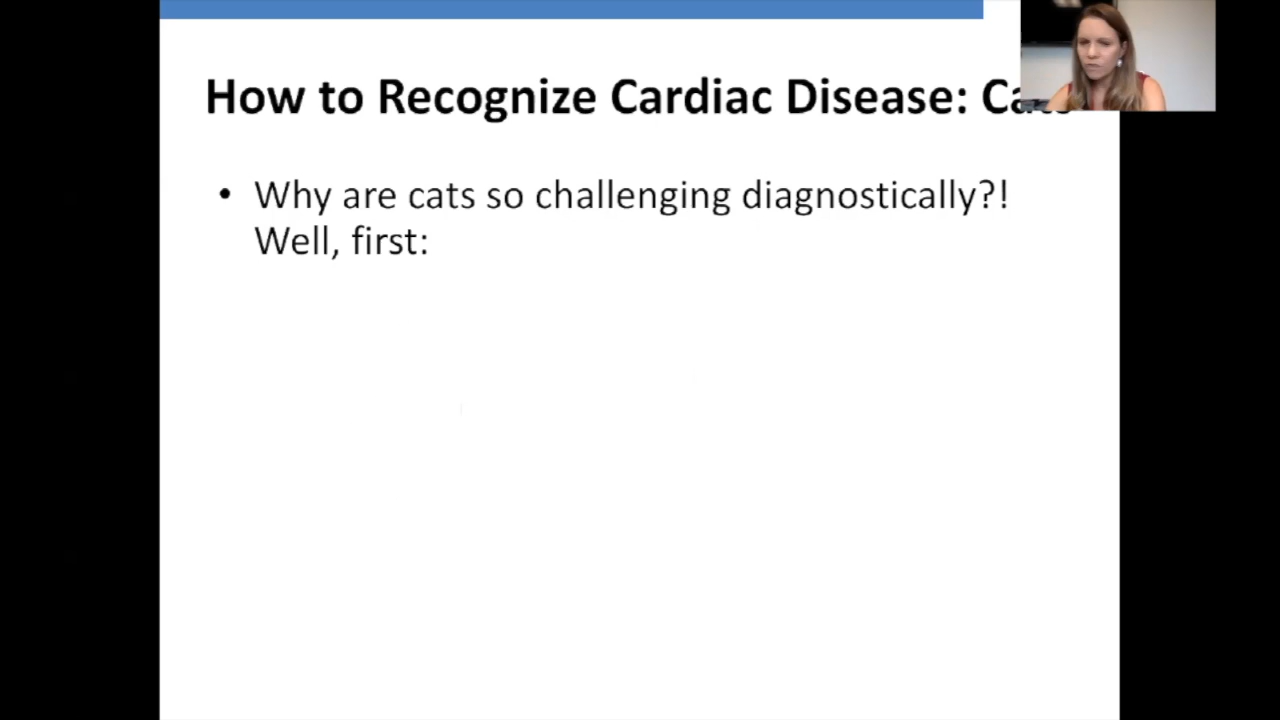 How to Recognize Cardiac Disease: Cats
• Why are cats so challenging diagnostically?!
Well, first: